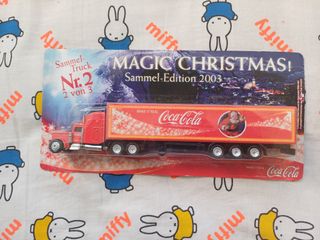 MAGIC CHRISTMAS!
Sammel-Edition 2003
Sammel-
Truck
Nr. 2
2 von 3
Coca-Cola
Coca-Cola
miffy
miffy
miffy
miffy
miffy